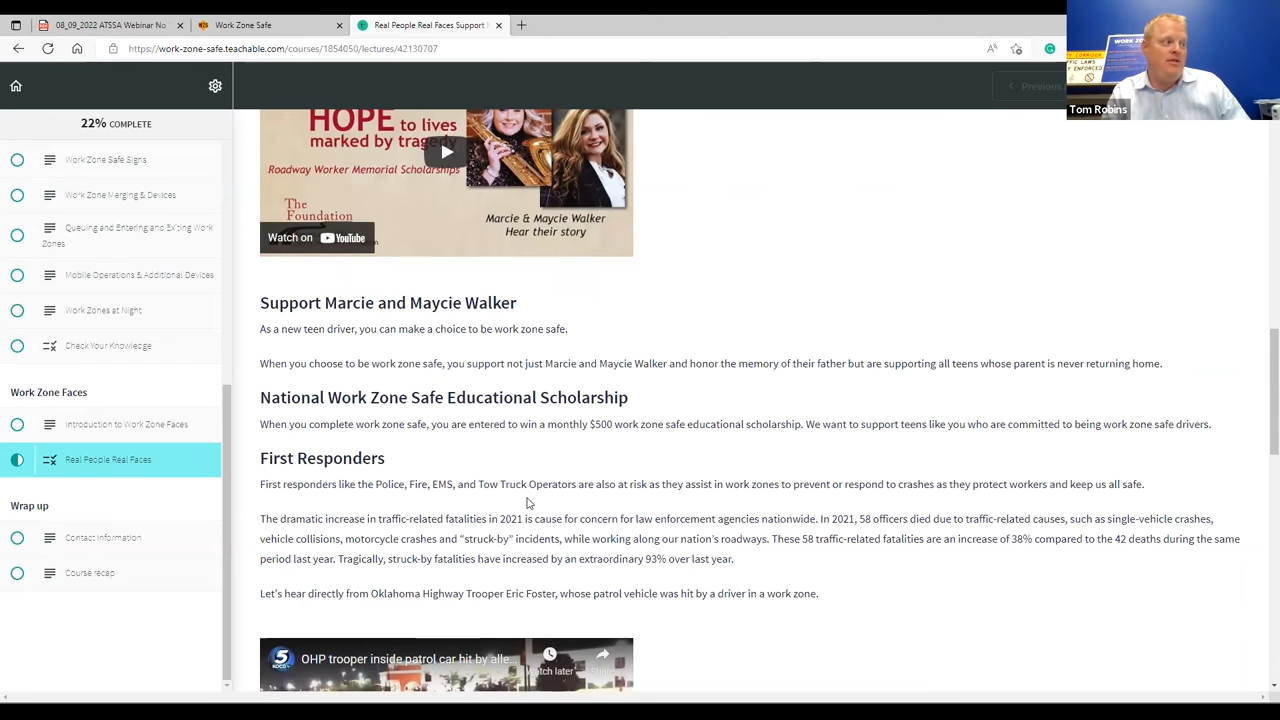 08_09_2022 ATSSA Webinar No
Work Zone Safe
Real People Real Faces Support
https://work-zone-safe.teachable.com/courses/1854050/lectures/42130707
Tom Robins
Previous
22% COMPLETE
Work Zone Safe Signs
Work Zone Merging & Devices
Queuing and Entering and Exiting Work
Zones
Mobile Operations & Additional Devices
Work Zones at Night
Check Your Knowledge
Work Zone Faces
Introduction to Work Zone Faces
Real People Real Faces
Wrap up
Contact Information
Course recap
HOPE to lives
marked by tragedy
Roadway Worker Memorial Scholarships
The
Foundation
Marcie & Maycie Walker
Hear their story
Watch on YouTube
Support Marcie and Maycie Walker
As a new teen driver, you can make a choice to be work zone safe.
When you choose to be work zone safe, you support not just Marcie and Maycie Walker and honor the memory of their father but are supporting all teens whose parent is never returning home.
National Work Zone Safe Educational Scholarship
When you complete work zone safe, you are entered to win a monthly $500 work zone safe educational scholarship. We want to support teens like you who are committed to being work zone safe drivers.
First Responders
First responders like the Police, Fire, EMS, and Tow Truck Operators are also at risk as they assist in work zones to prevent or respond to crashes as they protect workers and keep us all safe.
The dramatic increase in traffic-related fatalities in 2021 is cause for concern for law enforcement agencies nationwide. In 2021, 58 officers died due to traffic-related causes, such as single-vehicle crashes,
vehicle collisions, motorcycle crashes and “struck-by” incidents, while working along our nation’s roadways. These 58 traffic-related fatalities are an increase of 38% compared to the 42 deaths during the same
period last year. Tragically, struck-by fatalities have increased by an extraordinary 93% over last year.
Let's hear directly from Oklahoma Highway Trooper Eric Foster, whose patrol vehicle was hit by a driver in a work zone.
5
KOCO
OHP trooper inside patrol car hit by alle...
Watch later
Share